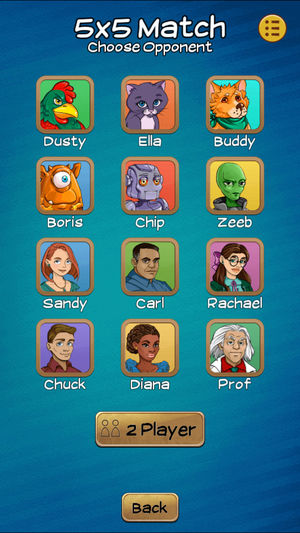 5x5 Match
Choose Opponent
Dusty Ella Buddy
Boris Chip Zeeb
Sandy Carl Rachael
Chuck Diana Prof
2 Player
Back